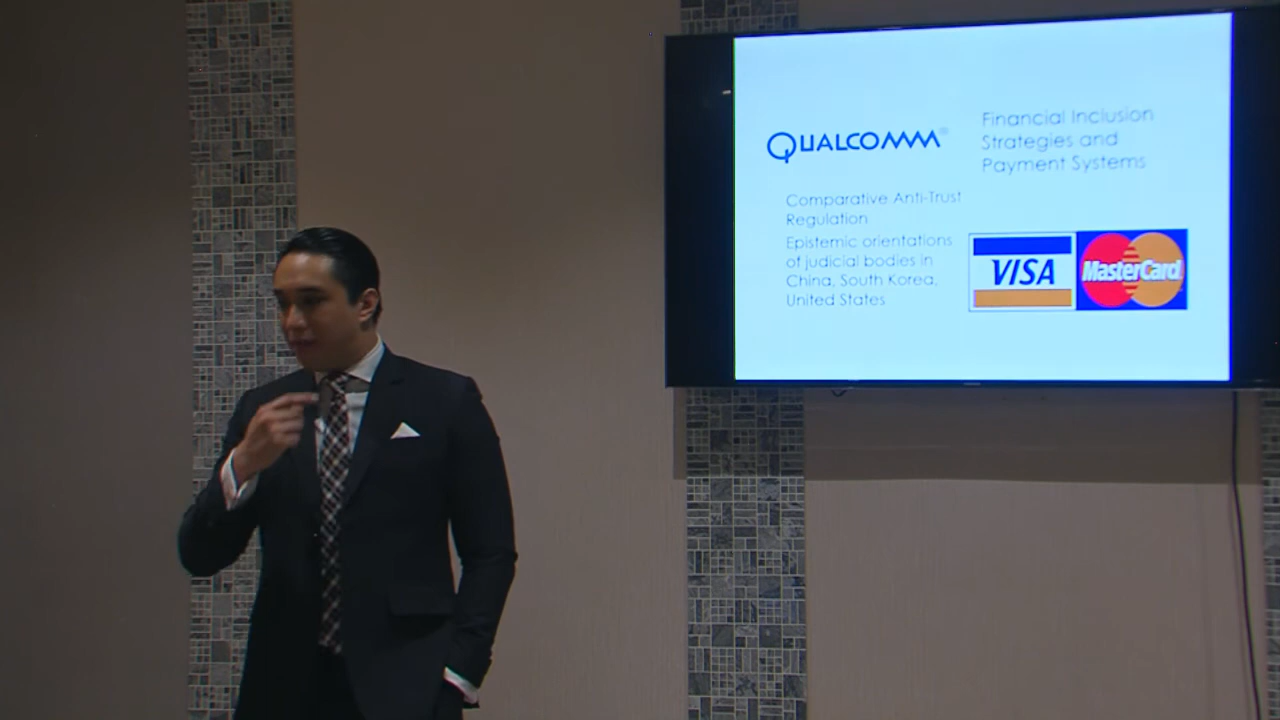 QUALCOMM®
Comparative Anti-Trust
Regulation
Epistemic orientations
of judicial bodies in
China, South Korea,
United States
Financial Inclusion
Strategies and
Payment Systems
VISA
MasterCard